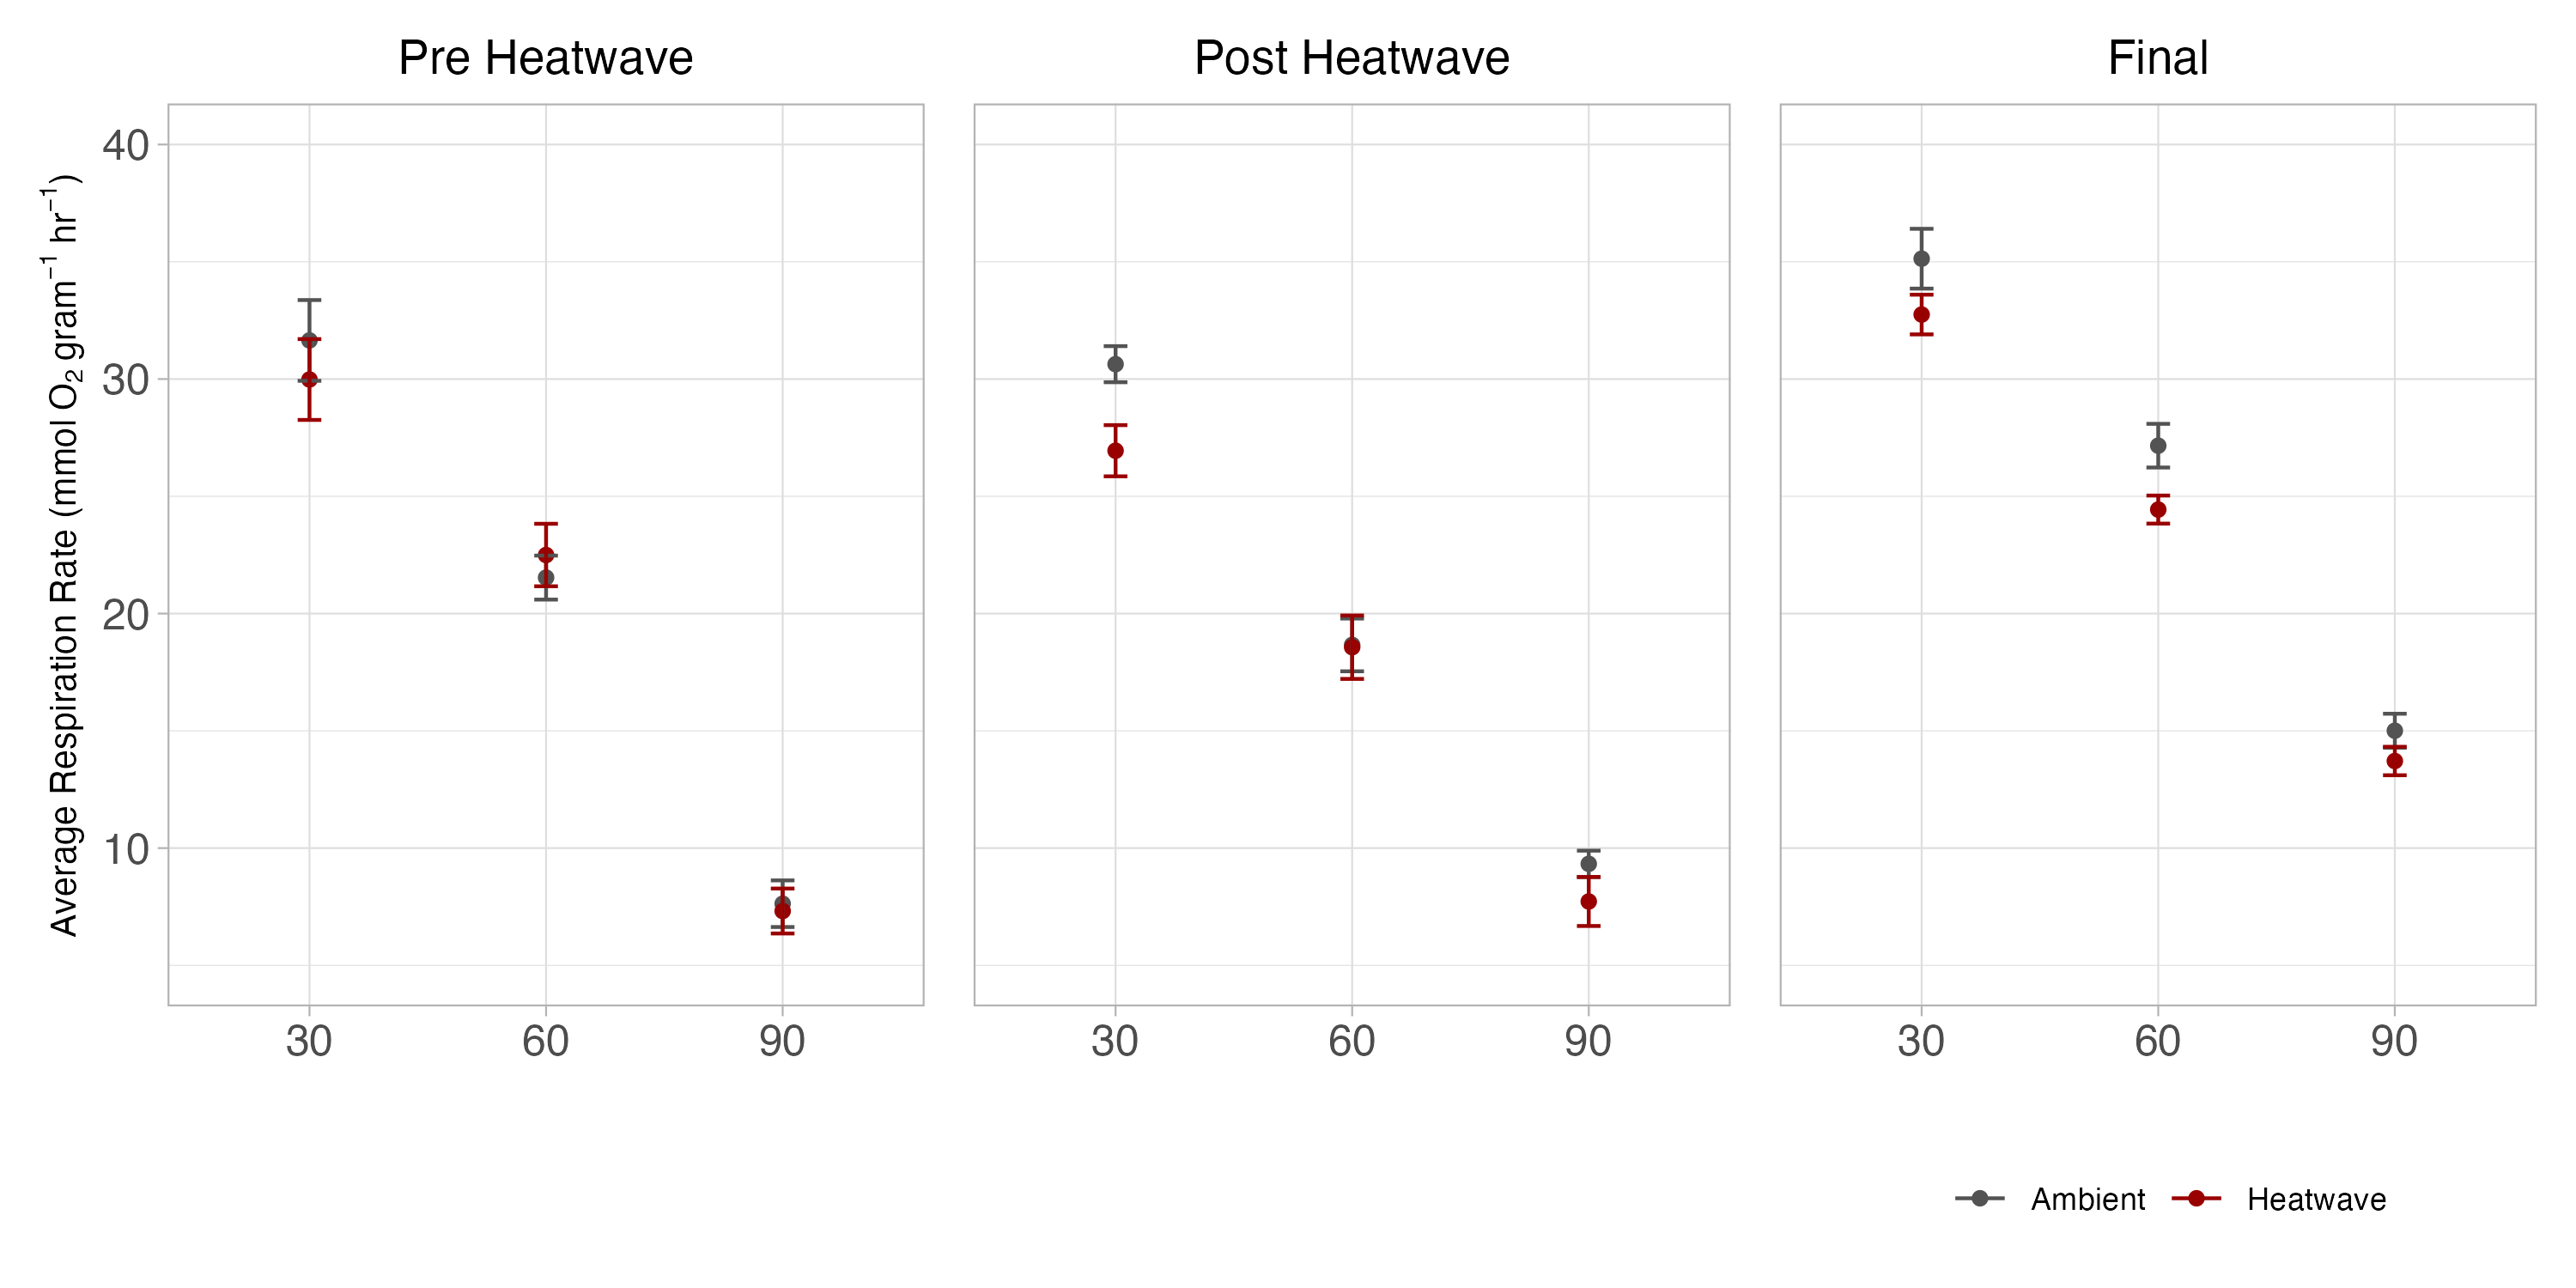 Pre Heatwave
Post Heatwave
Final
Average Respiration Rate (mmol O₂ gram⁻¹ hr⁻¹)
40
30
20
10
30 60 90
30 60 90
30 60 90
Ambient
Heatwave